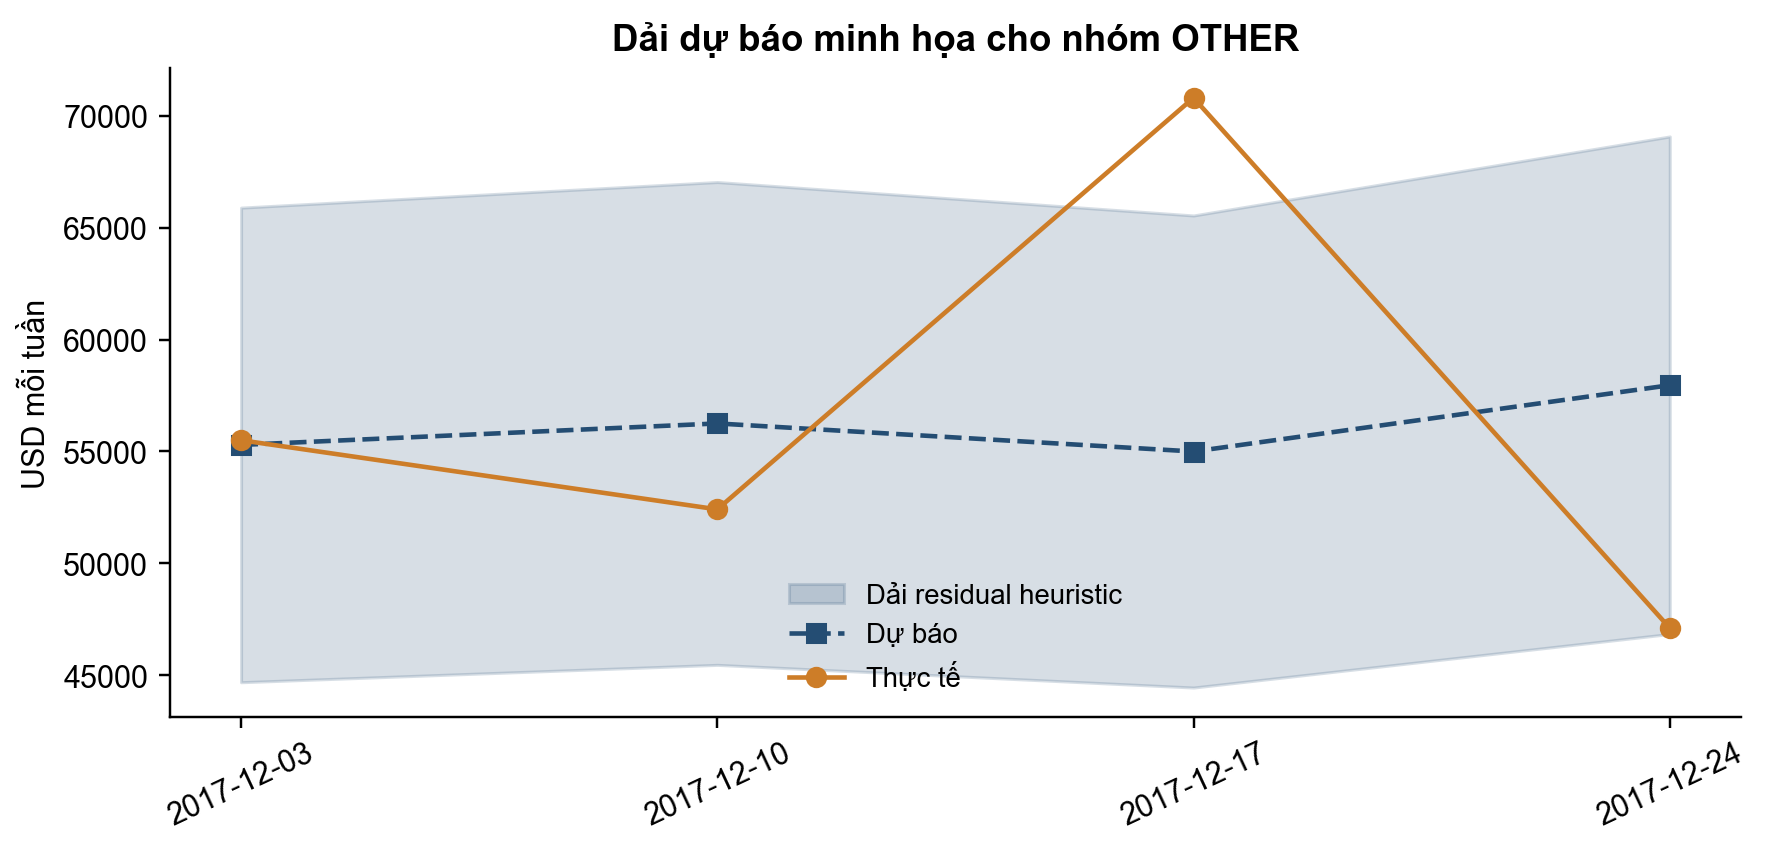 Dải dự báo minh họa cho nhóm OTHER
USD mỗi tuần
70000
65000
60000
55000
50000
45000
Dải residual heuristic
Dự báo
Thực tế
2017-12-03
2017-12-10
2017-12-17
2017-12-24